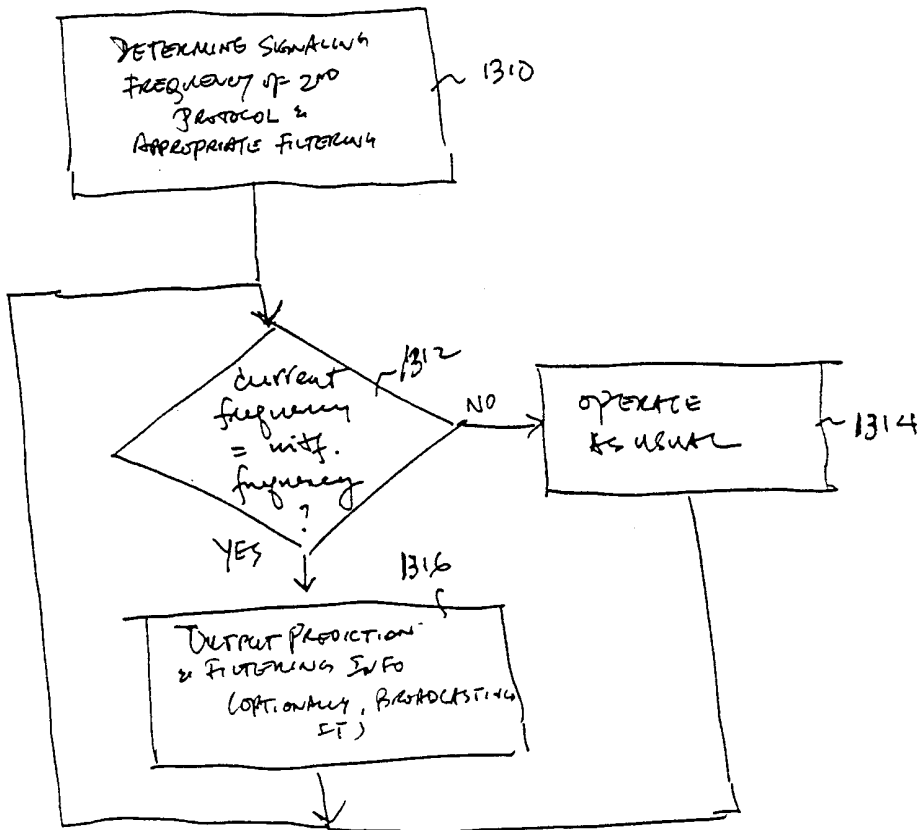 DETERMINE SIGNALING
FREQUENCY OF 2ND
PROTOCOL &
APPROPRIATE FILTERING
1310
current
frequency
= intf.
frequency
?
1312
NO
OPERATE
AS USUAL
1314
YES
1316
OUTPUT PREDICTION
& FILTERING INFO
(OPTIONALLY, BROADCASTING
IT)